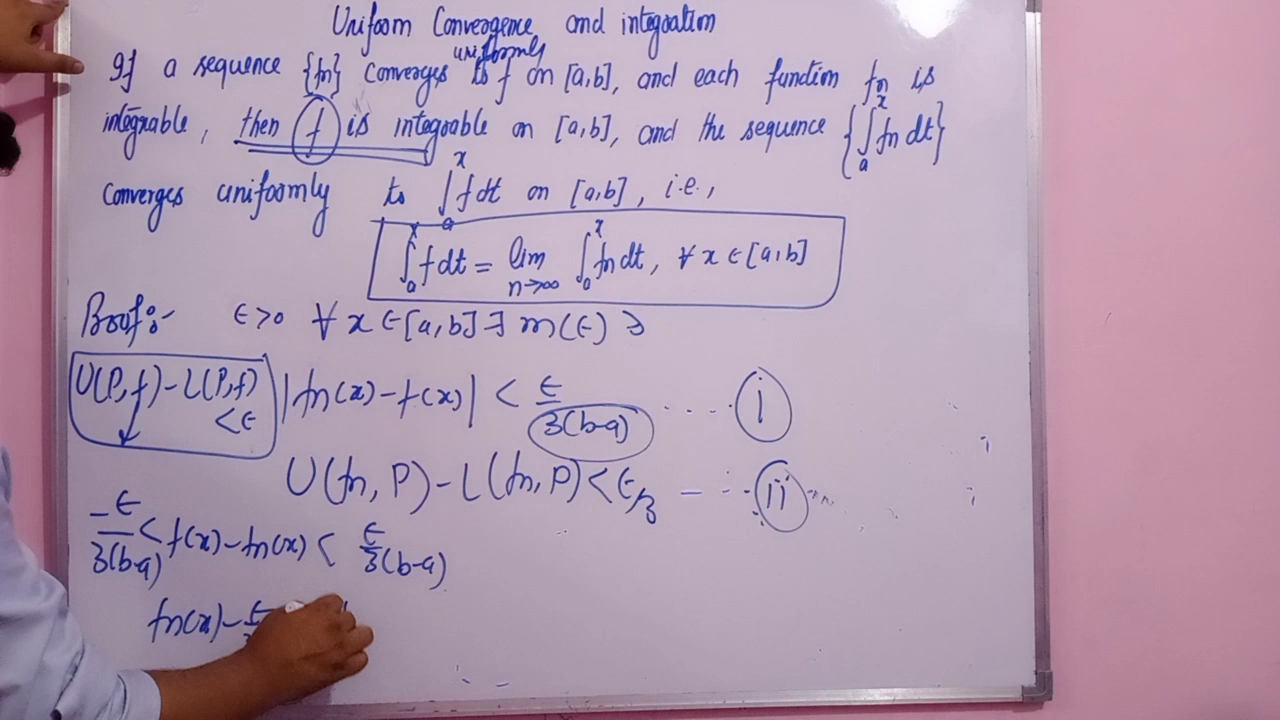 Uniform Convergence and integration
If a sequence {fn} converges uniformly to f on [a,b], and each function fn is
integrable, then f is integrable on [a,b], and the sequence {∫ₐˣ fn dt}
converges uniformly to ∫ₐˣ f dt on [a,b], i.e.,
∫ₐˣ f dt = lim n→∞ ∫ₐˣ fn dt, ∀ x ∈ [a,b]
Proof:- ϵ>0 ∀ x ∈ [a,b] ∃ m(ϵ) ∋
U(P,f) - L(P,f) < ϵ
|fn(x) - f(x)| < ϵ/3(b-a) ..... (i)
U(fn, P) - L(fn, P) < ϵ/3 - ... (ii)
-ϵ/3(b-a) < f(x) - fn(x) < ϵ/3(b-a)
fn(x) - ϵ